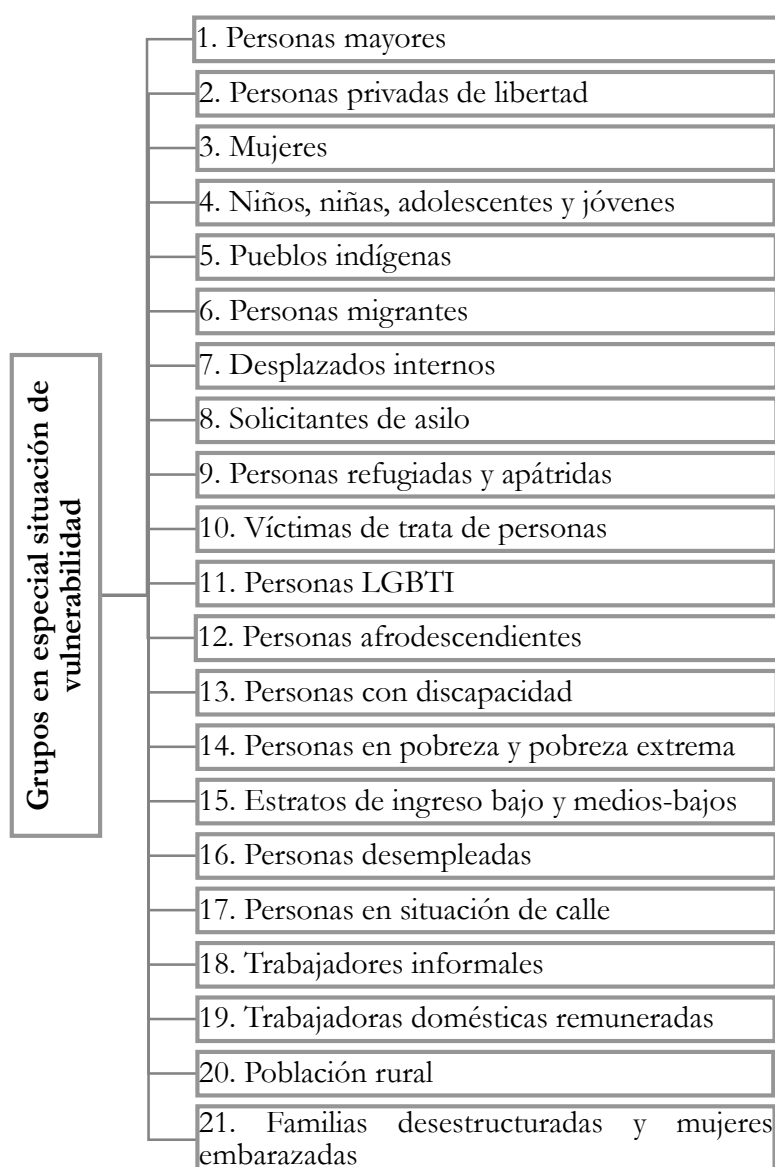 Grupos en especial situación de
vulnerabilidad
1. Personas mayores
2. Personas privadas de libertad
3. Mujeres
4. Niños, niñas, adolescentes y jóvenes
5. Pueblos indígenas
6. Personas migrantes
7. Desplazados internos
8. Solicitantes de asilo
9. Personas refugiadas y apátridas
10. Víctimas de trata de personas
11. Personas LGBTI
12. Personas afrodescendientes
13. Personas con discapacidad
14. Personas en pobreza y pobreza extrema
15. Estratos de ingreso bajo y medios-bajos
16. Personas desempleadas
17. Personas en situación de calle
18. Trabajadores informales
19. Trabajadoras domésticas remuneradas
20. Población rural
21. Familias desestructuradas y mujeres
embarazadas